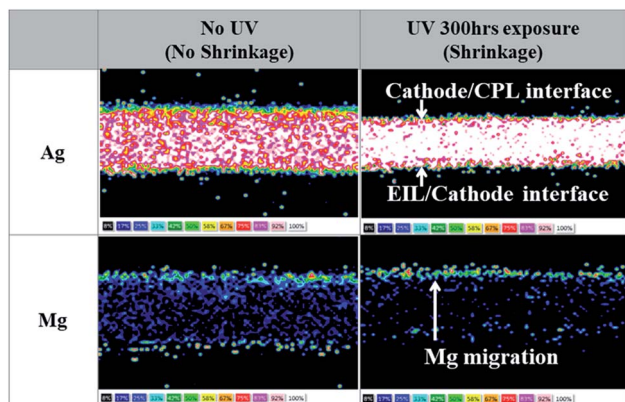 No UV
(No Shrinkage)
UV 300hrs exposure
(Shrinkage)
Ag
Cathode/CPL interface
EIL/Cathode interface
8% 17% 25% 33% 42% 50% 58% 67% 75% 83% 92% 100%
8% 17% 25% 33% 42% 50% 58% 67% 75% 83% 92% 100%
Mg
Mg migration
8% 17% 25% 33% 42% 50% 58% 67% 75% 83% 92% 100%
8% 17% 25% 33% 42% 50% 58% 67% 75% 83% 92% 100%